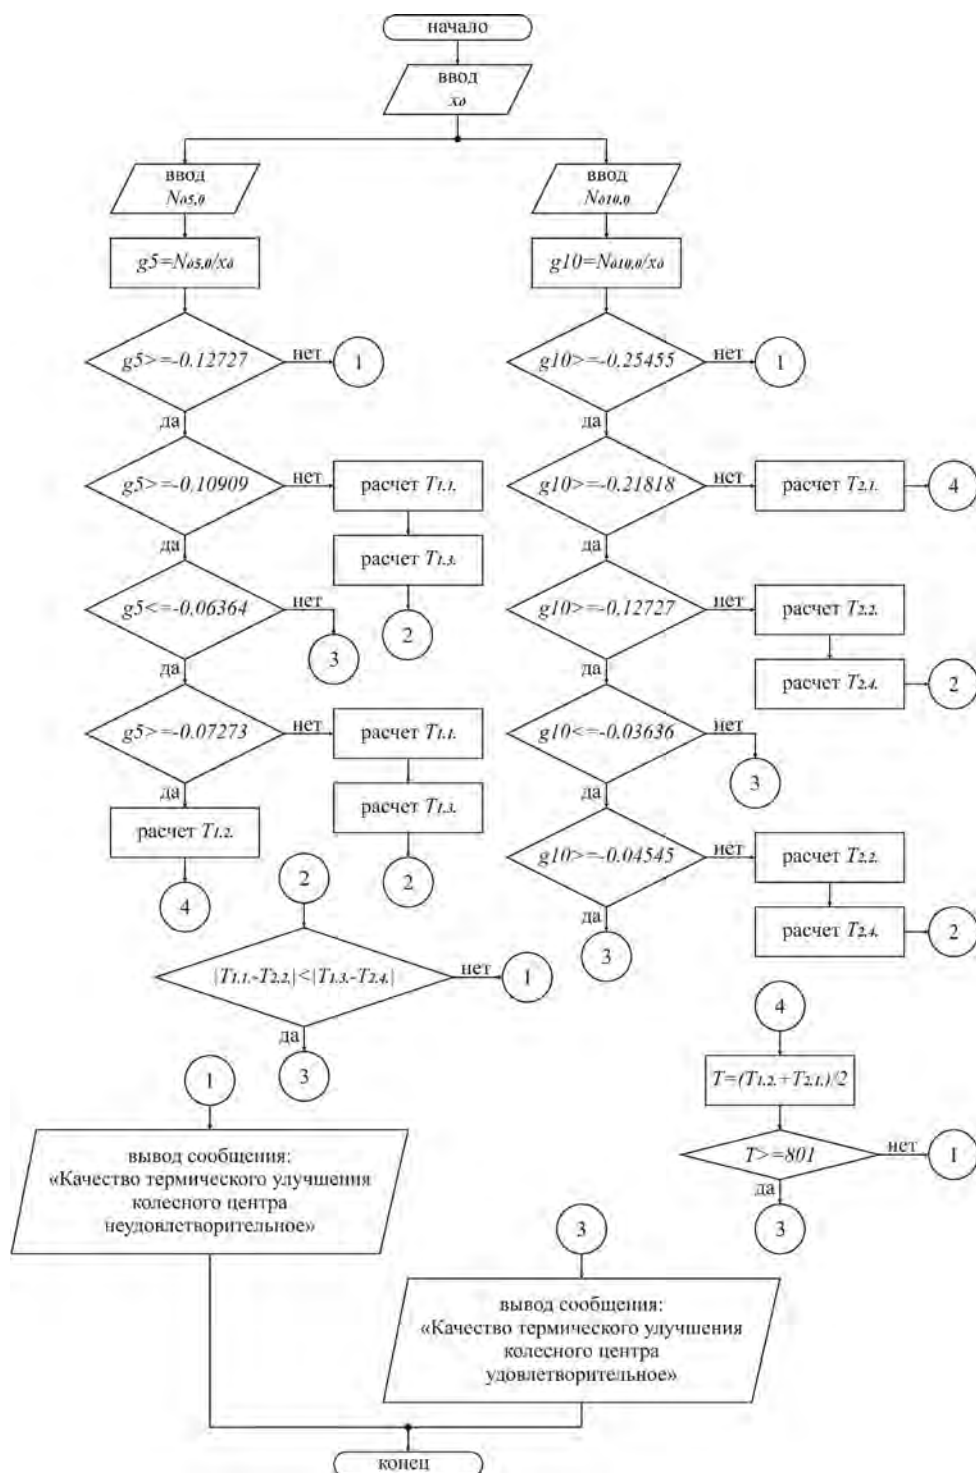 начало
ввод
xд
ввод
Nд5,0
ввод
Nд10,0
g5=Nд5,0/xд
g10=Nд10,0/xд
g5>=-0,12727
нет
1
да
g10>=-0,25455
нет
1
да
g5>=-0,10909
нет
расчет T1.1.
да
расчет T1.3.
2
g10>=-0,21818
нет
расчет T2.1.
4
да
g5<=-0,06364
нет
3
да
g10>=-0,12727
нет
расчет T2.2.
расчет T2.4.
2
да
g5>=-0,07273
нет
расчет T1.1.
расчет T1.3.
2
да
расчет T1.2.
4
g10<=-0,03636
нет
3
да
g10>=-0,04545
нет
расчет T2.2.
расчет T2.4.
2
да
3
2
|T1.1.-T2.2.|<|T1.3.-T2.4.|
нет
1
да
3
4
T=(T1.2.+T2.1.)/2
T>=801
нет
1
да
3
1
вывод сообщения:
«Качество термического улучшения
колесного центра
неудовлетворительное»
3
вывод сообщения:
«Качество термического улучшения
колесного центра
удовлетворительное»
конец